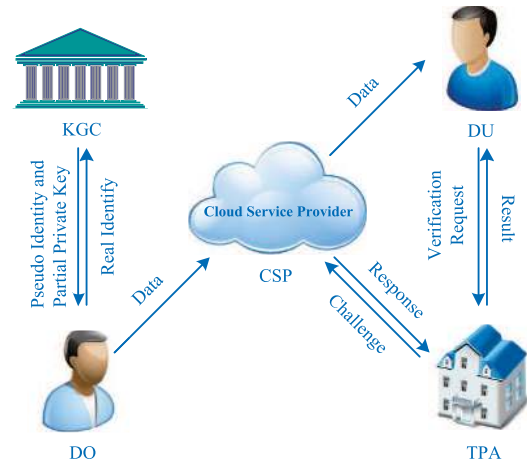 KGC
DU
Data
Cloud Service Provider
CSP
Pseudo Identity and
Partial Private Key
Real Identify
Verification
Request
Result
Data
Response
Challenge
DO
TPA